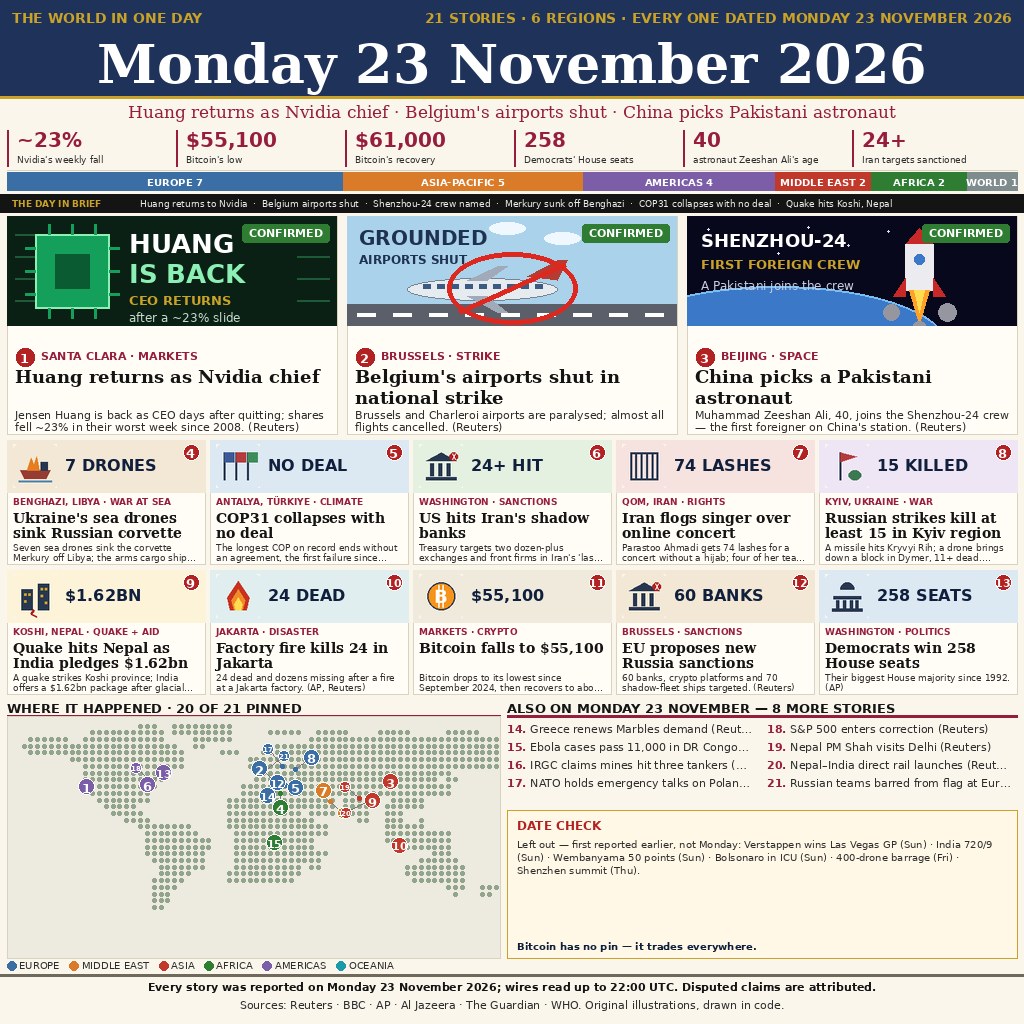 THE WORLD IN ONE DAY
21 STORIES · 6 REGIONS · EVERY ONE DATED MONDAY 23 NOVEMBER 2026
Monday 23 November 2026
Huang returns as Nvidia chief · Belgium's airports shut · China picks Pakistani astronaut
~23%
Nvidia's weekly fall
$55,100
Bitcoin's low
$61,000
Bitcoin's recovery
258
Democrats' House seats
40
astronaut Zeeshan Ali's age
24+
Iran targets sanctioned
EUROPE 7
ASIA-PACIFIC 5
AMERICAS 4
MIDDLE EAST 2
AFRICA 2
WORLD 1
THE DAY IN BRIEF
Huang returns to Nvidia · Belgium airports shut · Shenzhou-24 crew named · Merkury sunk off Benghazi · COP31 collapses with no deal · Quake hits Koshi, Nepal
HUANG
IS BACK
CEO RETURNS
after a ~23% slide
CONFIRMED
1
SANTA CLARA · MARKETS
Huang returns as Nvidia chief
Jensen Huang is back as CEO days after quitting; shares
fell ~23% in their worst week since 2008. (Reuters)
GROUNDED
AIRPORTS SHUT
CONFIRMED
2
BRUSSELS · STRIKE
Belgium's airports shut in
national strike
Brussels and Charleroi airports are paralysed; almost all
flights cancelled. (Reuters)
SHENZHOU-24
FIRST FOREIGN CREW
A Pakistani joins the crew
CONFIRMED
3
BEIJING · SPACE
China picks a Pakistani
astronaut
Muhammad Zeeshan Ali, 40, joins the Shenzhou-24 crew
— the first foreigner on China's station. (Reuters)
7 DRONES
4
BENGHAZI, LIBYA · WAR AT SEA
Ukraine's sea drones
sink Russian corvette
Seven sea drones sink the corvette
Merkury off Libya; the arms cargo ship...
NO DEAL
5
ANTALYA, TÜRKIYE · CLIMATE
COP31 collapses with
no deal
The longest COP on record ends without
an agreement, the first failure since...
24+ HIT
6
WASHINGTON · SANCTIONS
US hits Iran's shadow
banks
Treasury targets two dozen-plus
exchanges and front firms in Iran's 'las...
74 LASHES
7
QOM, IRAN · RIGHTS
Iran flogs singer over
online concert
Parastoo Ahmadi gets 74 lashes for a
concert without a hijab; four of her tea...
15 KILLED
8
KYIV, UKRAINE · WAR
Russian strikes kill at
least 15 in Kyiv region
A missile hits Kryvyi Rih; a drone brings
down a block in Dymer, 11+ dead....
$1.62BN
9
KOSHI, NEPAL · QUAKE + AID
Quake hits Nepal as
India pledges $1.62bn
A quake strikes Koshi province; India
offers a $1.62bn package after glacial...
24 DEAD
10
JAKARTA · DISASTER
Factory fire kills 24 in
Jakarta
24 dead and dozens missing after a fire
at a Jakarta factory. (AP, Reuters)
B
$55,100
11
MARKETS · CRYPTO
Bitcoin falls to $55,100
Bitcoin drops to its lowest since
September 2024, then recovers to abo...
60 BANKS
12
BRUSSELS · SANCTIONS
EU proposes new
Russia sanctions
60 banks, crypto platforms and 70
shadow-fleet ships targeted. (Reuters)
258 SEATS
13
WASHINGTON · POLITICS
Democrats win 258
House seats
Their biggest House majority since 1992.
(AP)
WHERE IT HAPPENED · 20 OF 21 PINNED
17
21
2
8
18
13
1
6
12
5
14
7
19
3
4
9
20
15
10
EUROPE
MIDDLE EAST
ASIA
AFRICA
AMERICAS
OCEANIA
ALSO ON MONDAY 23 NOVEMBER — 8 MORE STORIES
14. Greece renews Marbles demand (Reut...
15. Ebola cases pass 11,000 in DR Congo...
16. IRGC claims mines hit three tankers (...
17. NATO holds emergency talks on Polan...
18. S&P 500 enters correction (Reuters)
19. Nepal PM Shah visits Delhi (Reuters)
20. Nepal–India direct rail launches (Reut...
21. Russian teams barred from flag at Eur...
DATE CHECK
Left out — first reported earlier, not Monday: Verstappen wins Las Vegas GP (Sun) · India 720/9
(Sun) · Wembanyama 50 points (Sun) · Bolsonaro in ICU (Sun) · 400-drone barrage (Fri) ·
Shenzhen summit (Thu).
Bitcoin has no pin — it trades everywhere.
Every story was reported on Monday 23 November 2026; wires read up to 22:00 UTC. Disputed claims are attributed.
Sources: Reuters · BBC · AP · Al Jazeera · The Guardian · WHO. Original illustrations, drawn in code.